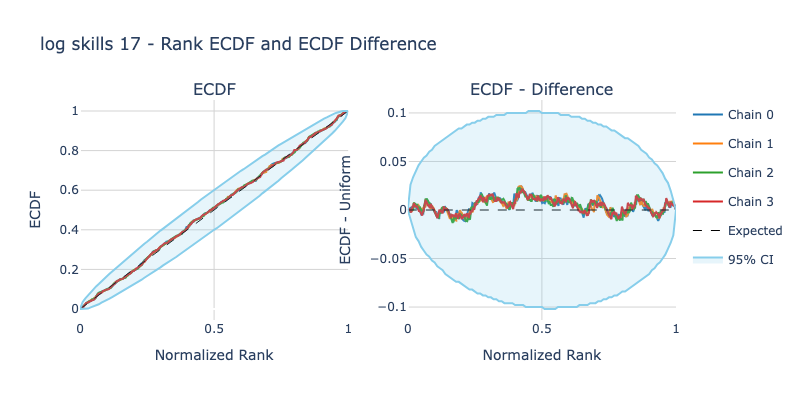 log skills 17 - Rank ECDF and ECDF Difference
ECDF
ECDF - Difference
ECDF
1
0.8
0.6
0.4
0.2
0
0
0.5
1
Normalized Rank
ECDF - Uniform
0.1
0.05
0
−0.05
−0.1
0
0.5
1
Normalized Rank
Chain 0
Chain 1
Chain 2
Chain 3
Expected
95% CI